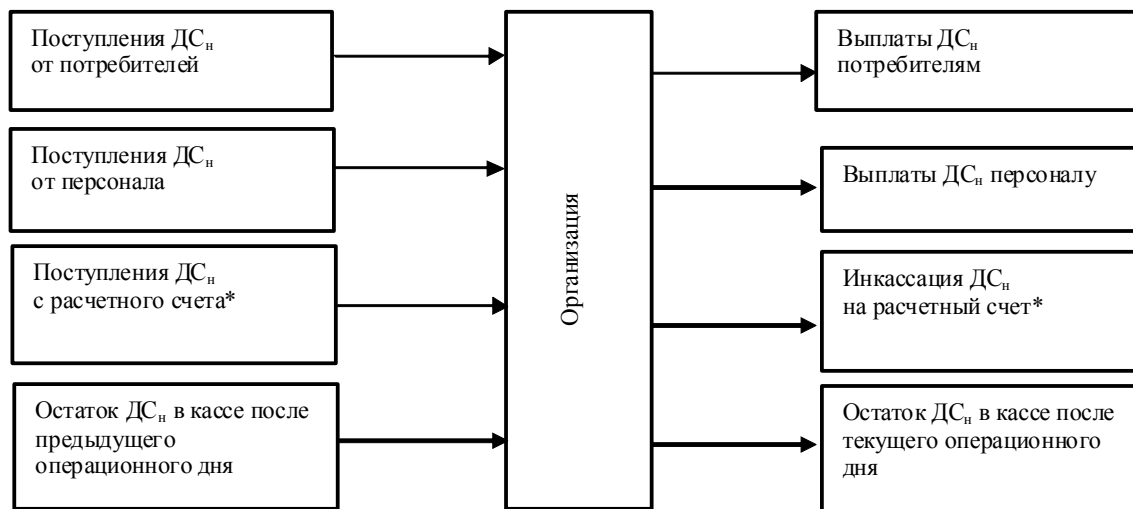 Поступления ДСн
от потребителей
Поступления ДСн
от персонала
Поступления ДСн
с расчетного счета*
Остаток ДСн в кассе после
предыдущего
операционного дня
Организация
Выплаты ДСн
потребителям
Выплаты ДСн персоналу
Инкассация ДСн
на расчетный счет*
Остаток ДСн в кассе после
текущего операционного
дня